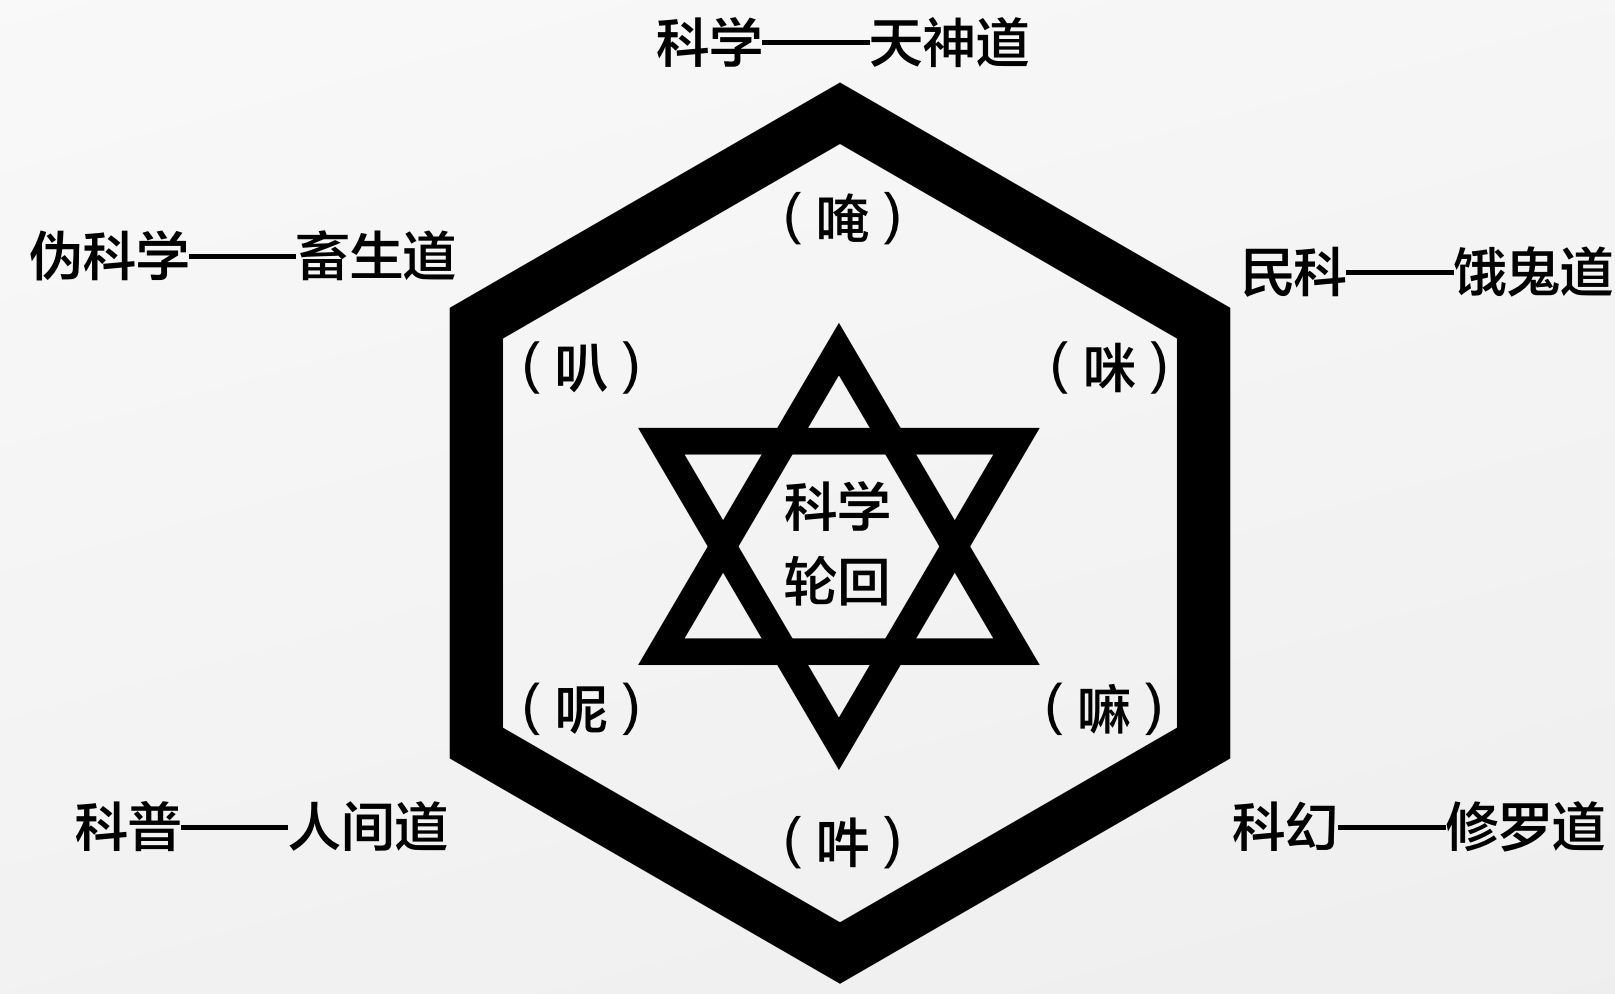 科学——天神道
伪科学——畜生道
民科——饿鬼道
（唵）
（叭）
（咪）
科学
轮回
（呢）
（嘛）
科普——人间道
科幻——修罗道
（吽）